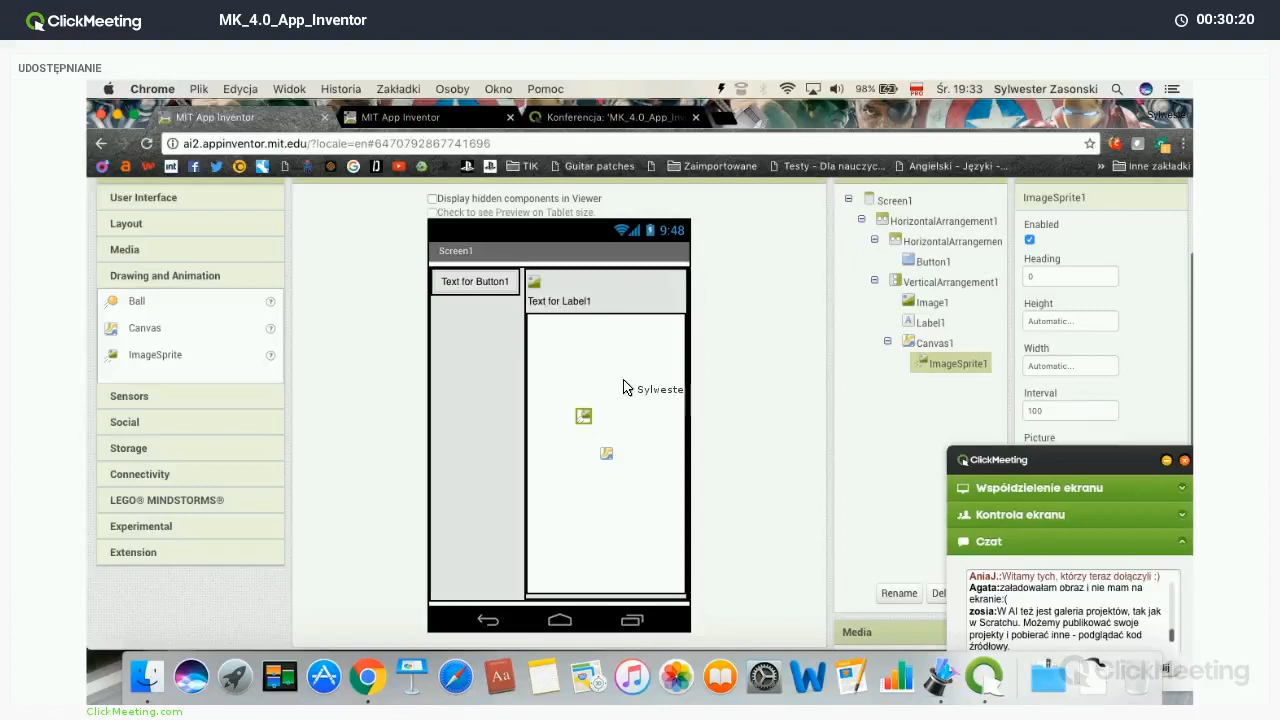 ClickMeeting
MK_4.0_App_Inventor
00:30:20
UDOSTĘPNIANIE
Chrome Plik Edycja Widok Historia Zakładki Osoby Okno Pomoc
98% Śr. 19:33 Sylwester Zasonski
MIT App Inventor
MIT App Inventor
Konferencja: 'MK_4.0_App_Inv
Sylweste
ai2.appinventor.mit.edu/?locale=en#6470792867741696
TIK
Guitar patches
Zaimportowane
Testy - Dla nauczyc...
Angielski - Języki -...
Inne zakładki
User Interface
Layout
Media
Drawing and Animation
Ball
Canvas
ImageSprite
Sensors
Social
Storage
Connectivity
LEGO® MINDSTORMS®
Experimental
Extension
Display hidden components in Viewer
Check to see Preview on Tablet size.
9:48
Screen1
Text for Button1
Text for Label1
Sylweste
Screen1
HorizontalArrangement1
HorizontalArrangemen
Button1
VerticalArrangement1
Image1
Label1
Canvas1
ImageSprite1
Rename
Del
Media
ImageSprite1
Enabled
Heading
0
Height
Automatic...
Width
Automatic...
Interval
100
Picture
ClickMeeting
Współdzielenie ekranu
Kontrola ekranu
Czat
AniaJ.:Witamy tych, którzy teraz dołączyli :)
Agata:załadowałam obraz i nie mam na
ekranie:(
zosia:W AI też jest galeria projektów, tak jak
w Scratchu. Możemy publikować swoje
projekty i pobierać inne - podglądać kod
źródłowy.
Aa
ClickMeeting
ClickMeeting.com